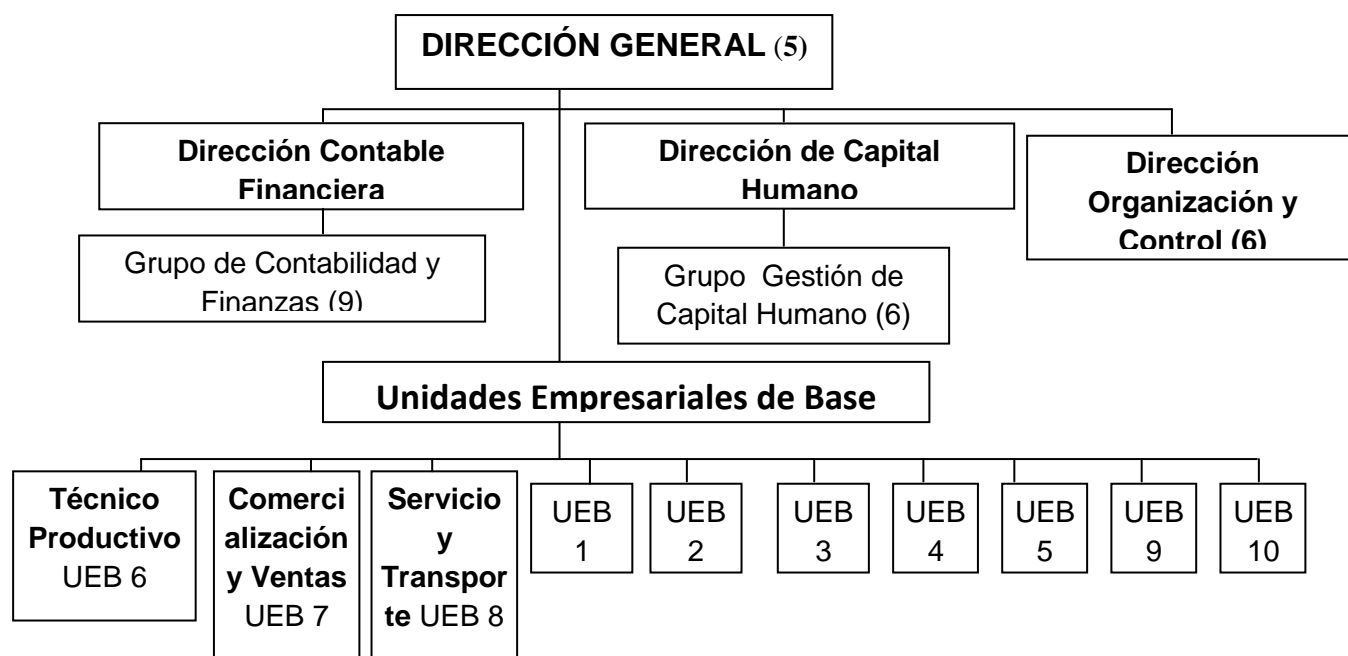 DIRECCIÓN GENERAL (5)
Dirección Contable
Financiera
Dirección de Capital
Humano
Dirección
Organización y
Control (6)
Grupo de Contabilidad y
Finanzas (9)
Grupo Gestión de
Capital Humano (6)
Unidades Empresariales de Base
Técnico
Productivo
UEB 6
Comerci
alización
y Ventas
UEB 7
Servicio
y
Transpor
te UEB 8
UEB
1
UEB
2
UEB
3
UEB
4
UEB
5
UEB
9
UEB
10